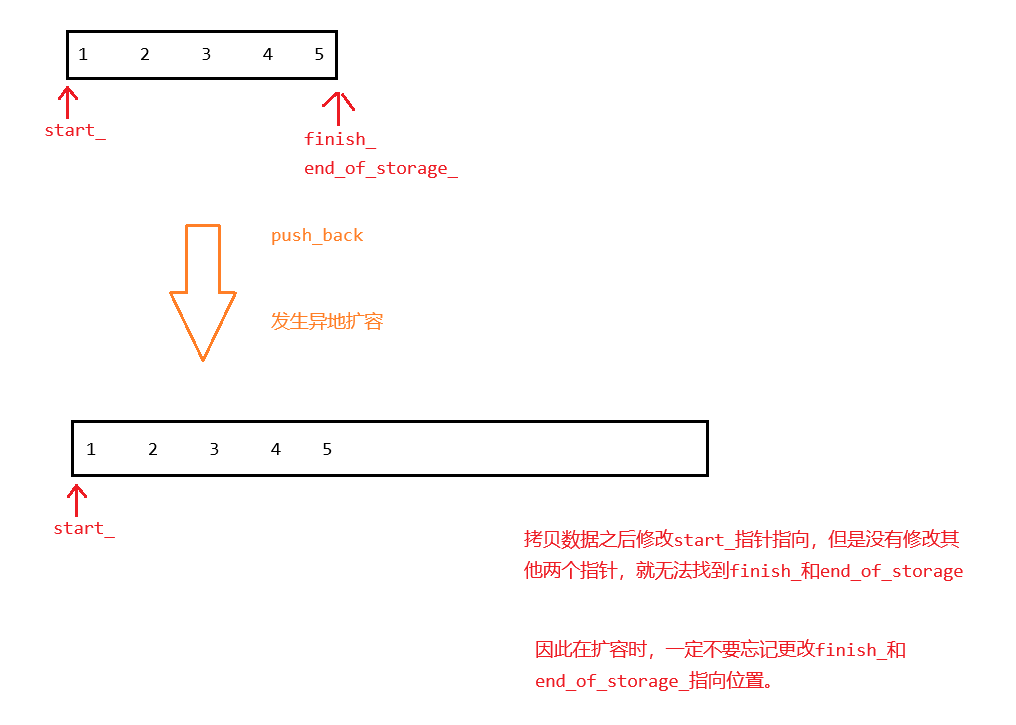 1 2 3 4 5
start_
finish_
end_of_storage_
push_back
发生异地扩容
1 2 3 4 5
start_
拷贝数据之后修改start_指针指向，但是没有修改其
他两个指针，就无法找到finish_和end_of_storage
因此在扩容时，一定不要忘记更改finish_和
end_of_storage_指向位置。